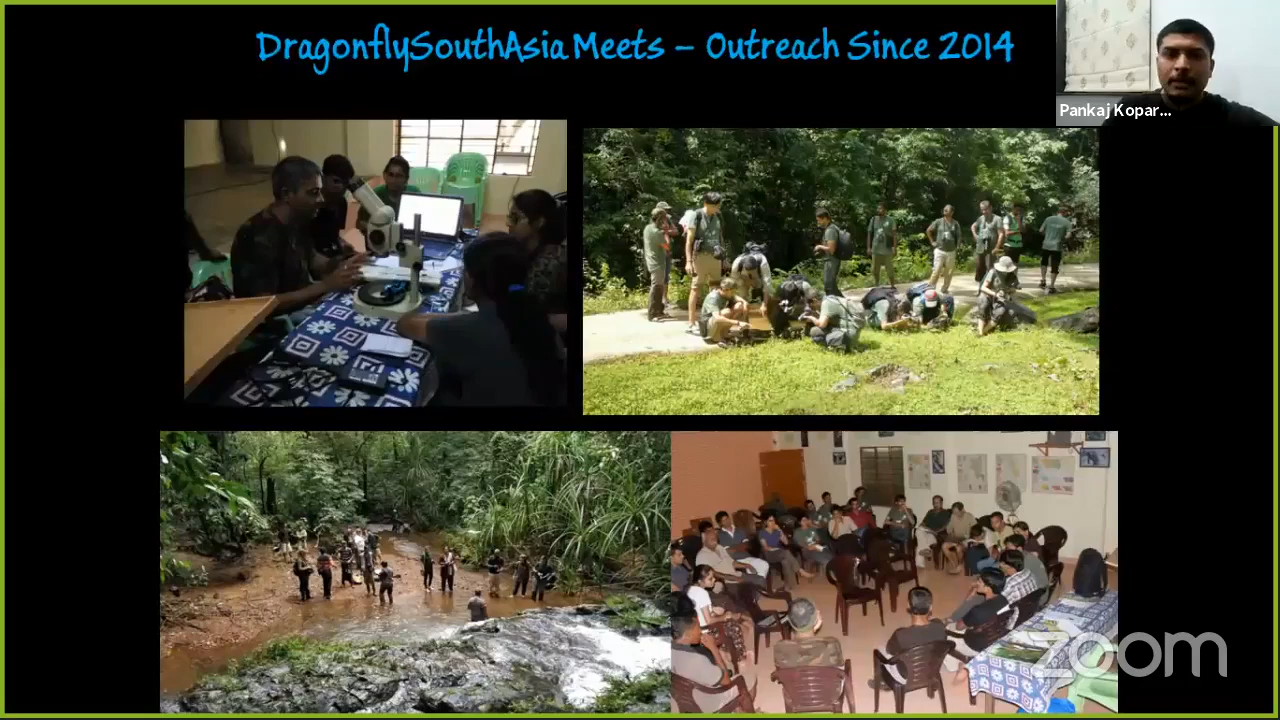 DragonflySouthAsia Meets – Outreach Since 2014
Pankaj Kopar...
zoom